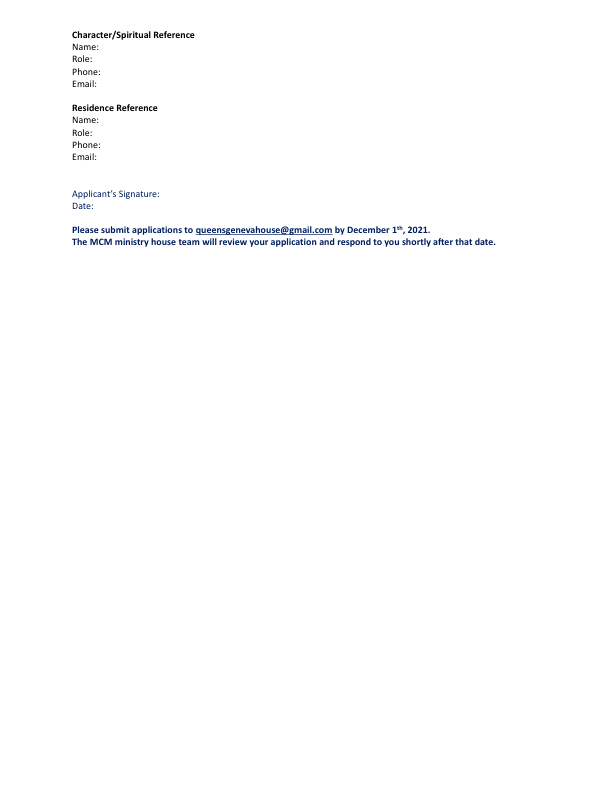 Character/Spiritual Reference
Name:
Role:
Phone:
Email:
Residence Reference
Name:
Role:
Phone:
Email:
Applicant’s Signature:
Date:
Please submit applications to queensgenevahouse@gmail.com by December 1th, 2021.
The MCM ministry house team will review your application and respond to you shortly after that date.